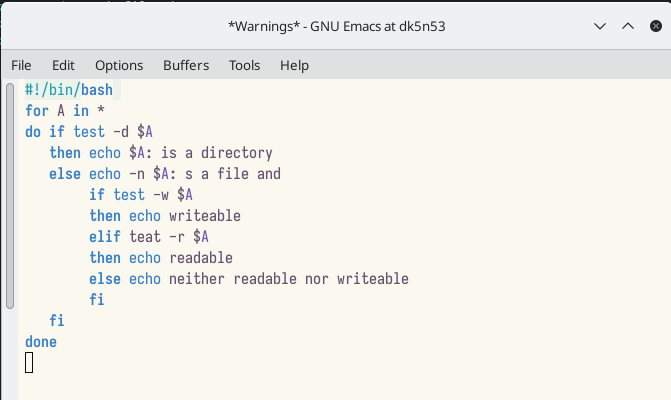 *Warnings* - GNU Emacs at dk5n53
File Edit Options Buffers Tools Help
#!/bin/bash
for A in *
do if test -d $A
   then echo $A: is a directory
   else echo -n $A: s a file and
        if test -w $A
        then echo writeable
        elif teat -r $A
        then echo readable
        else echo neither readable nor writeable
        fi
   fi
done